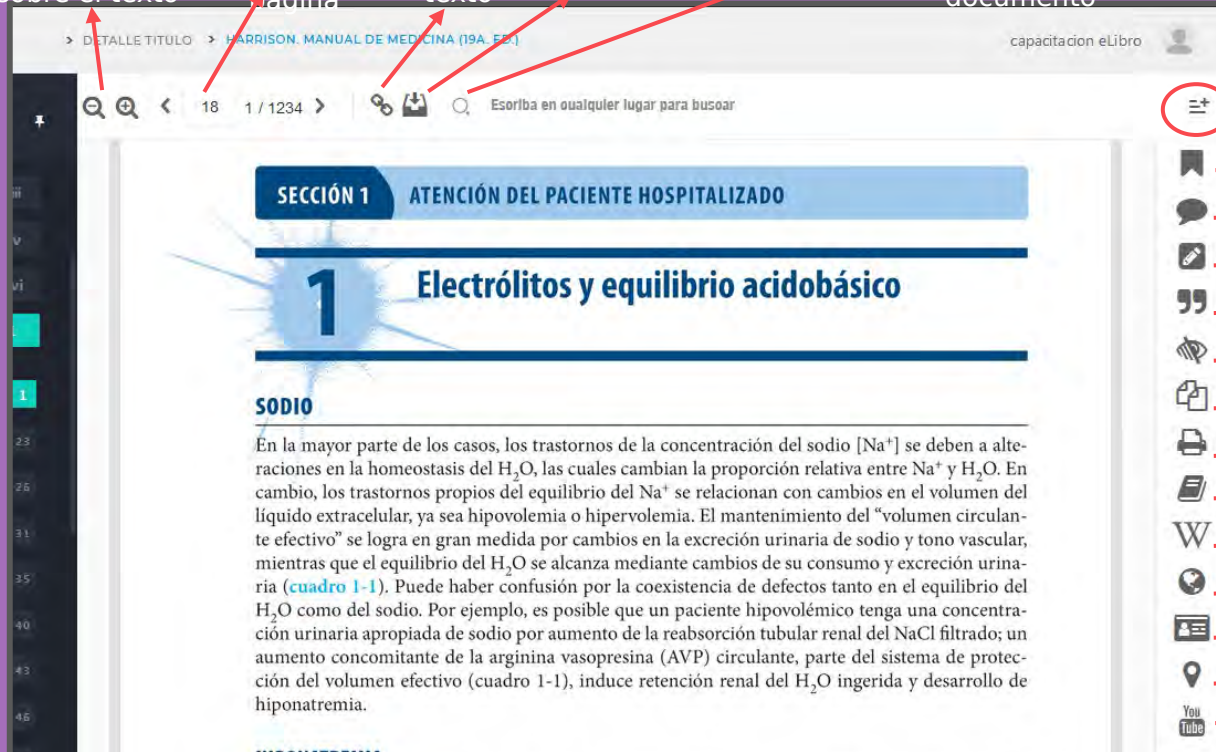 sobre el texto página texto documento
> DETALLE TITULO > HARRISON. MANUAL DE MEDICINA (19A. ED.) capacitacion eLibro
18 1 / 1234 Escriba en cualquier lugar para buscar
SECCIÓN 1 ATENCIÓN DEL PACIENTE HOSPITALIZADO
1 Electrólitos y equilibrio acidobásico
SODIO
En la mayor parte de los casos, los trastornos de la concentración del sodio [Na⁺] se deben a alte-
raciones en la homeostasis del H₂O, las cuales cambian la proporción relativa entre Na⁺ y H₂O. En
cambio, los trastornos propios del equilibrio del Na⁺ se relacionan con cambios en el volumen del
líquido extracelular, ya sea hipovolemia o hipervolemia. El mantenimiento del “volumen circulan-
te efectivo” se logra en gran medida por cambios en la excreción urinaria de sodio y tono vascular,
mientras que el equilibrio del H₂O se alcanza mediante cambios de su consumo y excreción urina-
ria (cuadro 1-1). Puede haber confusión por la coexistencia de defectos tanto en el equilibrio del
H₂O como del sodio. Por ejemplo, es posible que un paciente hipovolémico tenga una concentra-
ción urinaria apropiada de sodio por aumento de la reabsorción tubular renal del NaCl filtrado; un
aumento concomitante de la arginina vasopresina (AVP) circulante, parte del sistema de protec-
ción del volumen efectivo (cuadro 1-1), induce retención renal del H₂O ingerida y desarrollo de
hiponatremia.
iii
v
vi
1
23
26
31
35
40
43
46
W
You
Tube